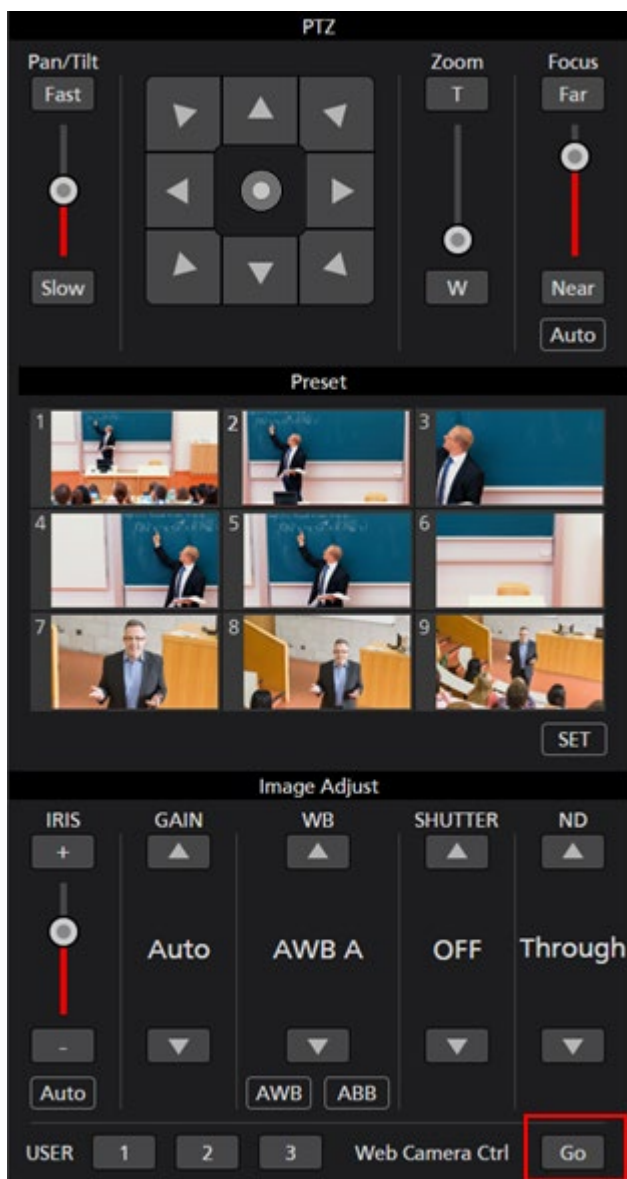 PTZ
Pan/Tilt Zoom Focus
Fast T Far
Slow W Near
Auto
Preset
1 2 3
4 5 6
7 8 9
SET
Image Adjust
IRIS GAIN WB SHUTTER ND
+
Auto AWB A OFF Through
-
Auto AWB ABB
USER 1 2 3 Web Camera Ctrl Go